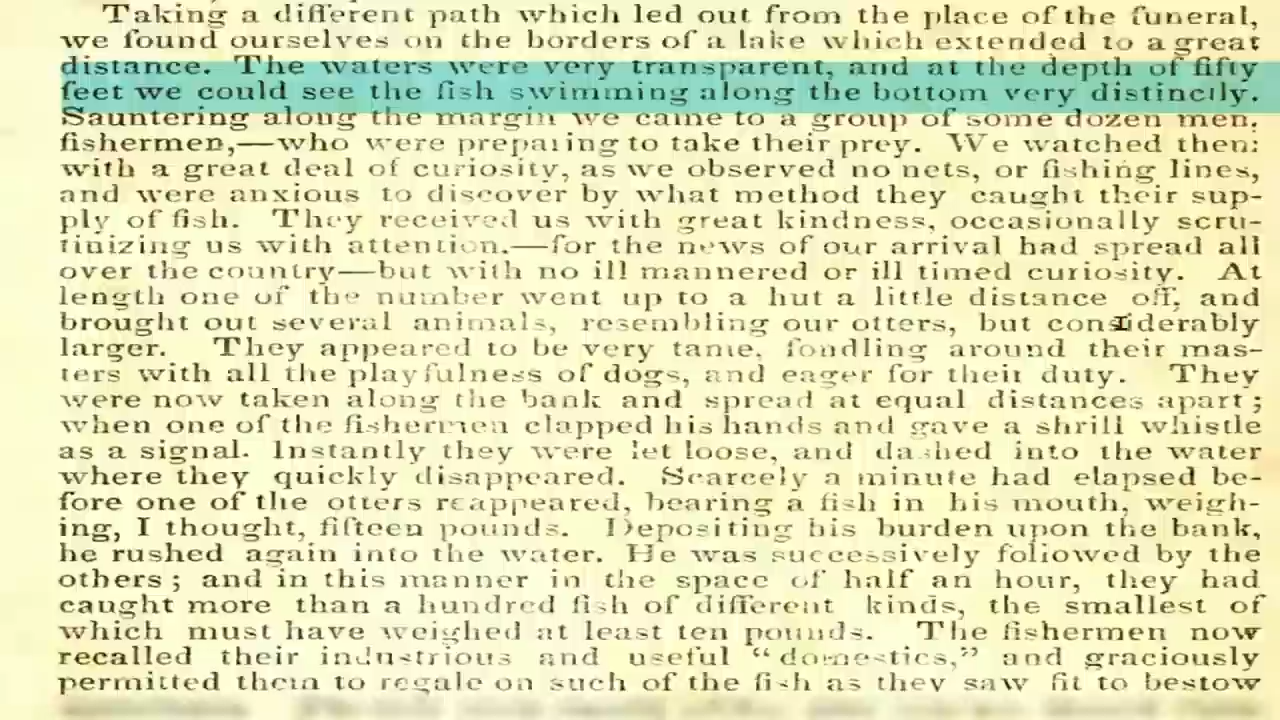 Taking a different path which led out from the place of the funeral,
we found ourselves on the borders of a lake which extended to a great
distance. The waters were very transparent, and at the depth of fifty
feet we could see the fish swimming along the bottom very distinctly.
Sauntering along the margin we came to a group of some dozen men,
fishermen,—who were preparing to take their prey. We watched them
with a great deal of curiosity, as we observed no nets, or fishing lines,
and were anxious to discover by what method they caught their sup-
ply of fish. They received us with great kindness, occasionally scru-
tinizing us with attention,—for the news of our arrival had spread all
over the country—but with no ill mannered or ill timed curiosity. At
length one of the number went up to a hut a little distance off, and
brought out several animals, resembling our otters, but considerably
larger. They appeared to be very tame, fondling around their mas-
ters with all the playfulness of dogs, and eager for their duty. They
were now taken along the bank and spread at equal distances apart;
when one of the fishermen clapped his hands and gave a shrill whistle
as a signal. Instantly they were let loose, and dashed into the water
where they quickly disappeared. Scarcely a minute had elapsed be-
fore one of the otters reappeared, bearing a fish in his mouth, weigh-
ing, I thought, fifteen pounds. Depositing his burden upon the bank,
he rushed again into the water. He was successively followed by the
others; and in this manner in the space of half an hour, they had
caught more than a hundred fish of different kinds, the smallest of
which must have weighed at least ten pounds. The fishermen now
recalled their industrious and useful “domestics,” and graciously
permitted them to regale on such of the fish as they saw fit to bestow